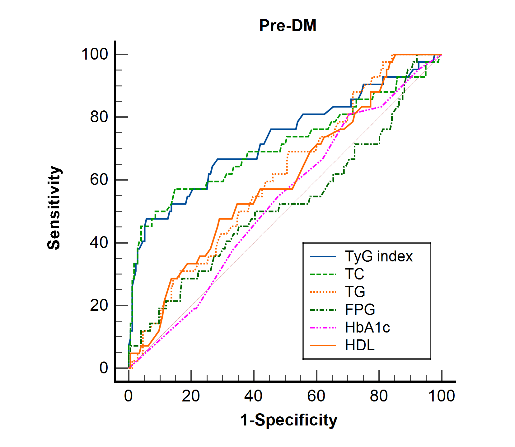 Pre-DM
100
80
60
40
20
0
Sensitivity
TyG index
TC
TG
FPG
HbA1c
HDL
0 20 40 60 80 100
1-Specificity